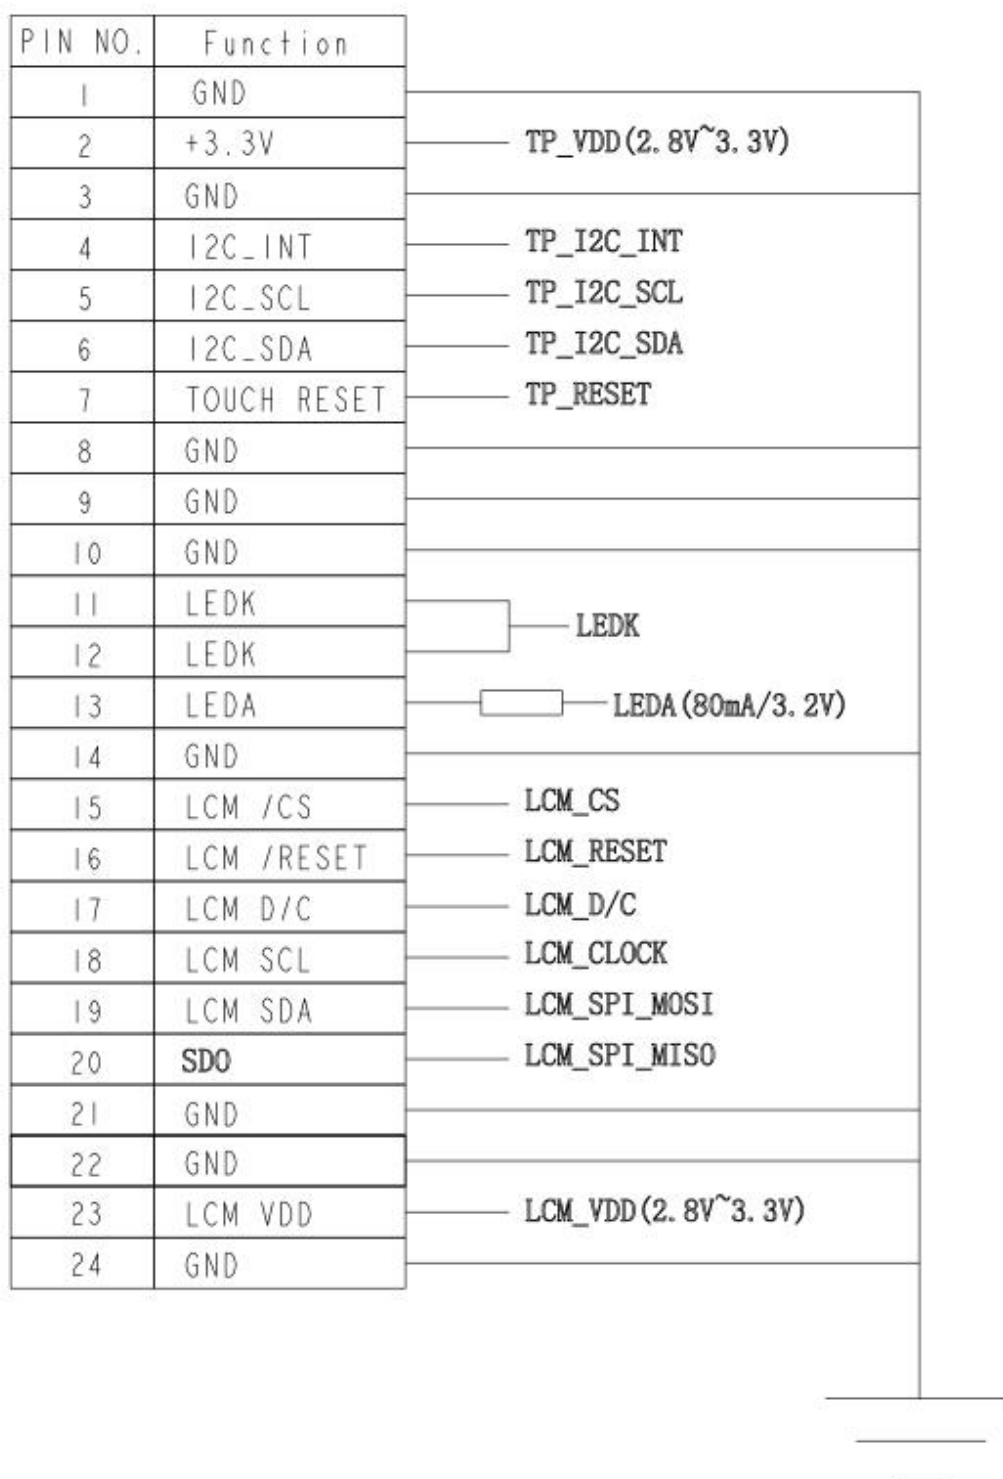 PIN NO. Function
1 GND
2 +3.3V TP_VDD(2.8V~3.3V)
3 GND
4 I2C_INT TP_I2C_INT
5 I2C_SCL TP_I2C_SCL
6 I2C_SDA TP_I2C_SDA
7 TOUCH RESET TP_RESET
8 GND
9 GND
10 GND
11 LEDK
LEDK
12 LEDK
13 LEDA LEDA(80mA/3.2V)
14 GND
15 LCM /CS LCM_CS
16 LCM /RESET LCM_RESET
17 LCM D/C LCM_D/C
18 LCM SCL LCM_CLOCK
19 LCM SDA LCM_SPI_MOSI
20 SDO LCM_SPI_MISO
21 GND
22 GND
23 LCM VDD LCM_VDD(2.8V~3.3V)
24 GND